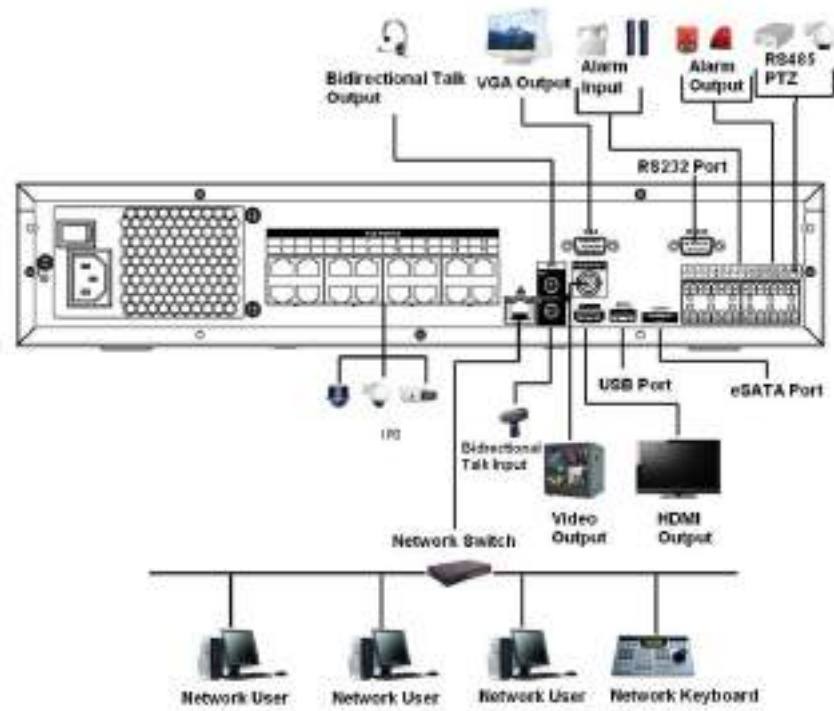 Bidirectional Talk
Output
VGA Output
Alarm
Input
Alarm
Output
RS485
PTZ
RS232 Port
USB Port
eSATA Port
Bidirectional
Talk Input
Video
Output
HDMI
Output
Network Switch
Network User
Network User
Network User
Network Keyboard